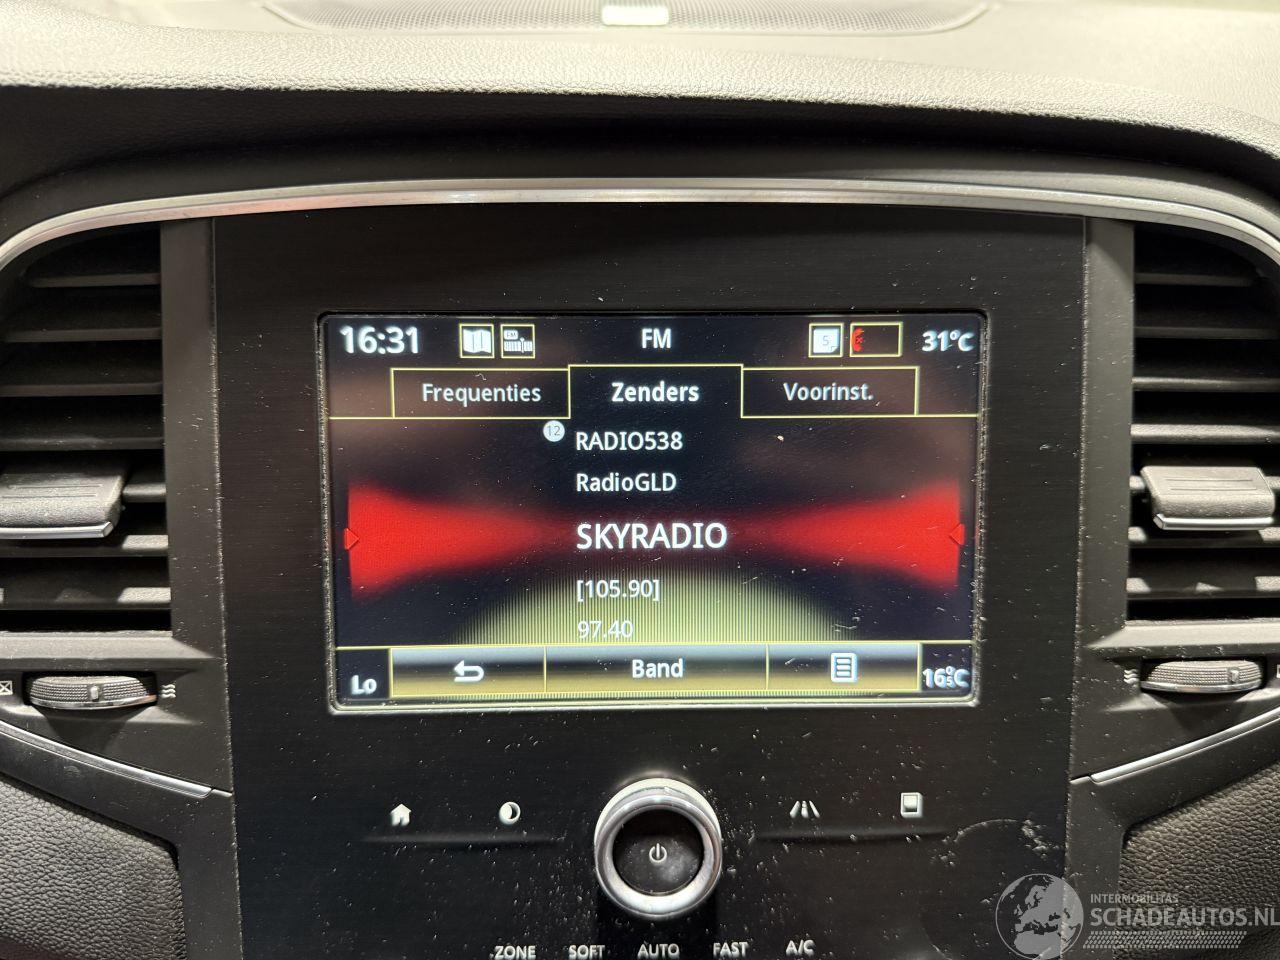 16:31 FM 5 31°C
Frequenties Zenders Voorinst.
12 RADIO538
RadioGLD
SKYRADIO
[105.90]
97.40
Lo Band 16°C
ZONE SOFT AUTO FAST A/C
INTERMOBILITAS
SCHADEAUTOS.NL